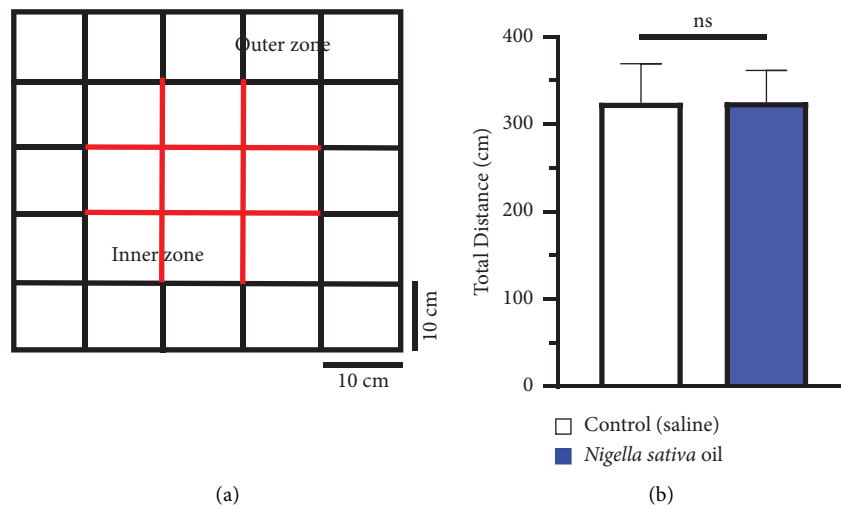 Outer zone
Inner zone
10 cm
10 cm
(a)
ns
400
300
200
100
0
Total Distance (cm)
Control (saline)
Nigella sativa oil
(b)